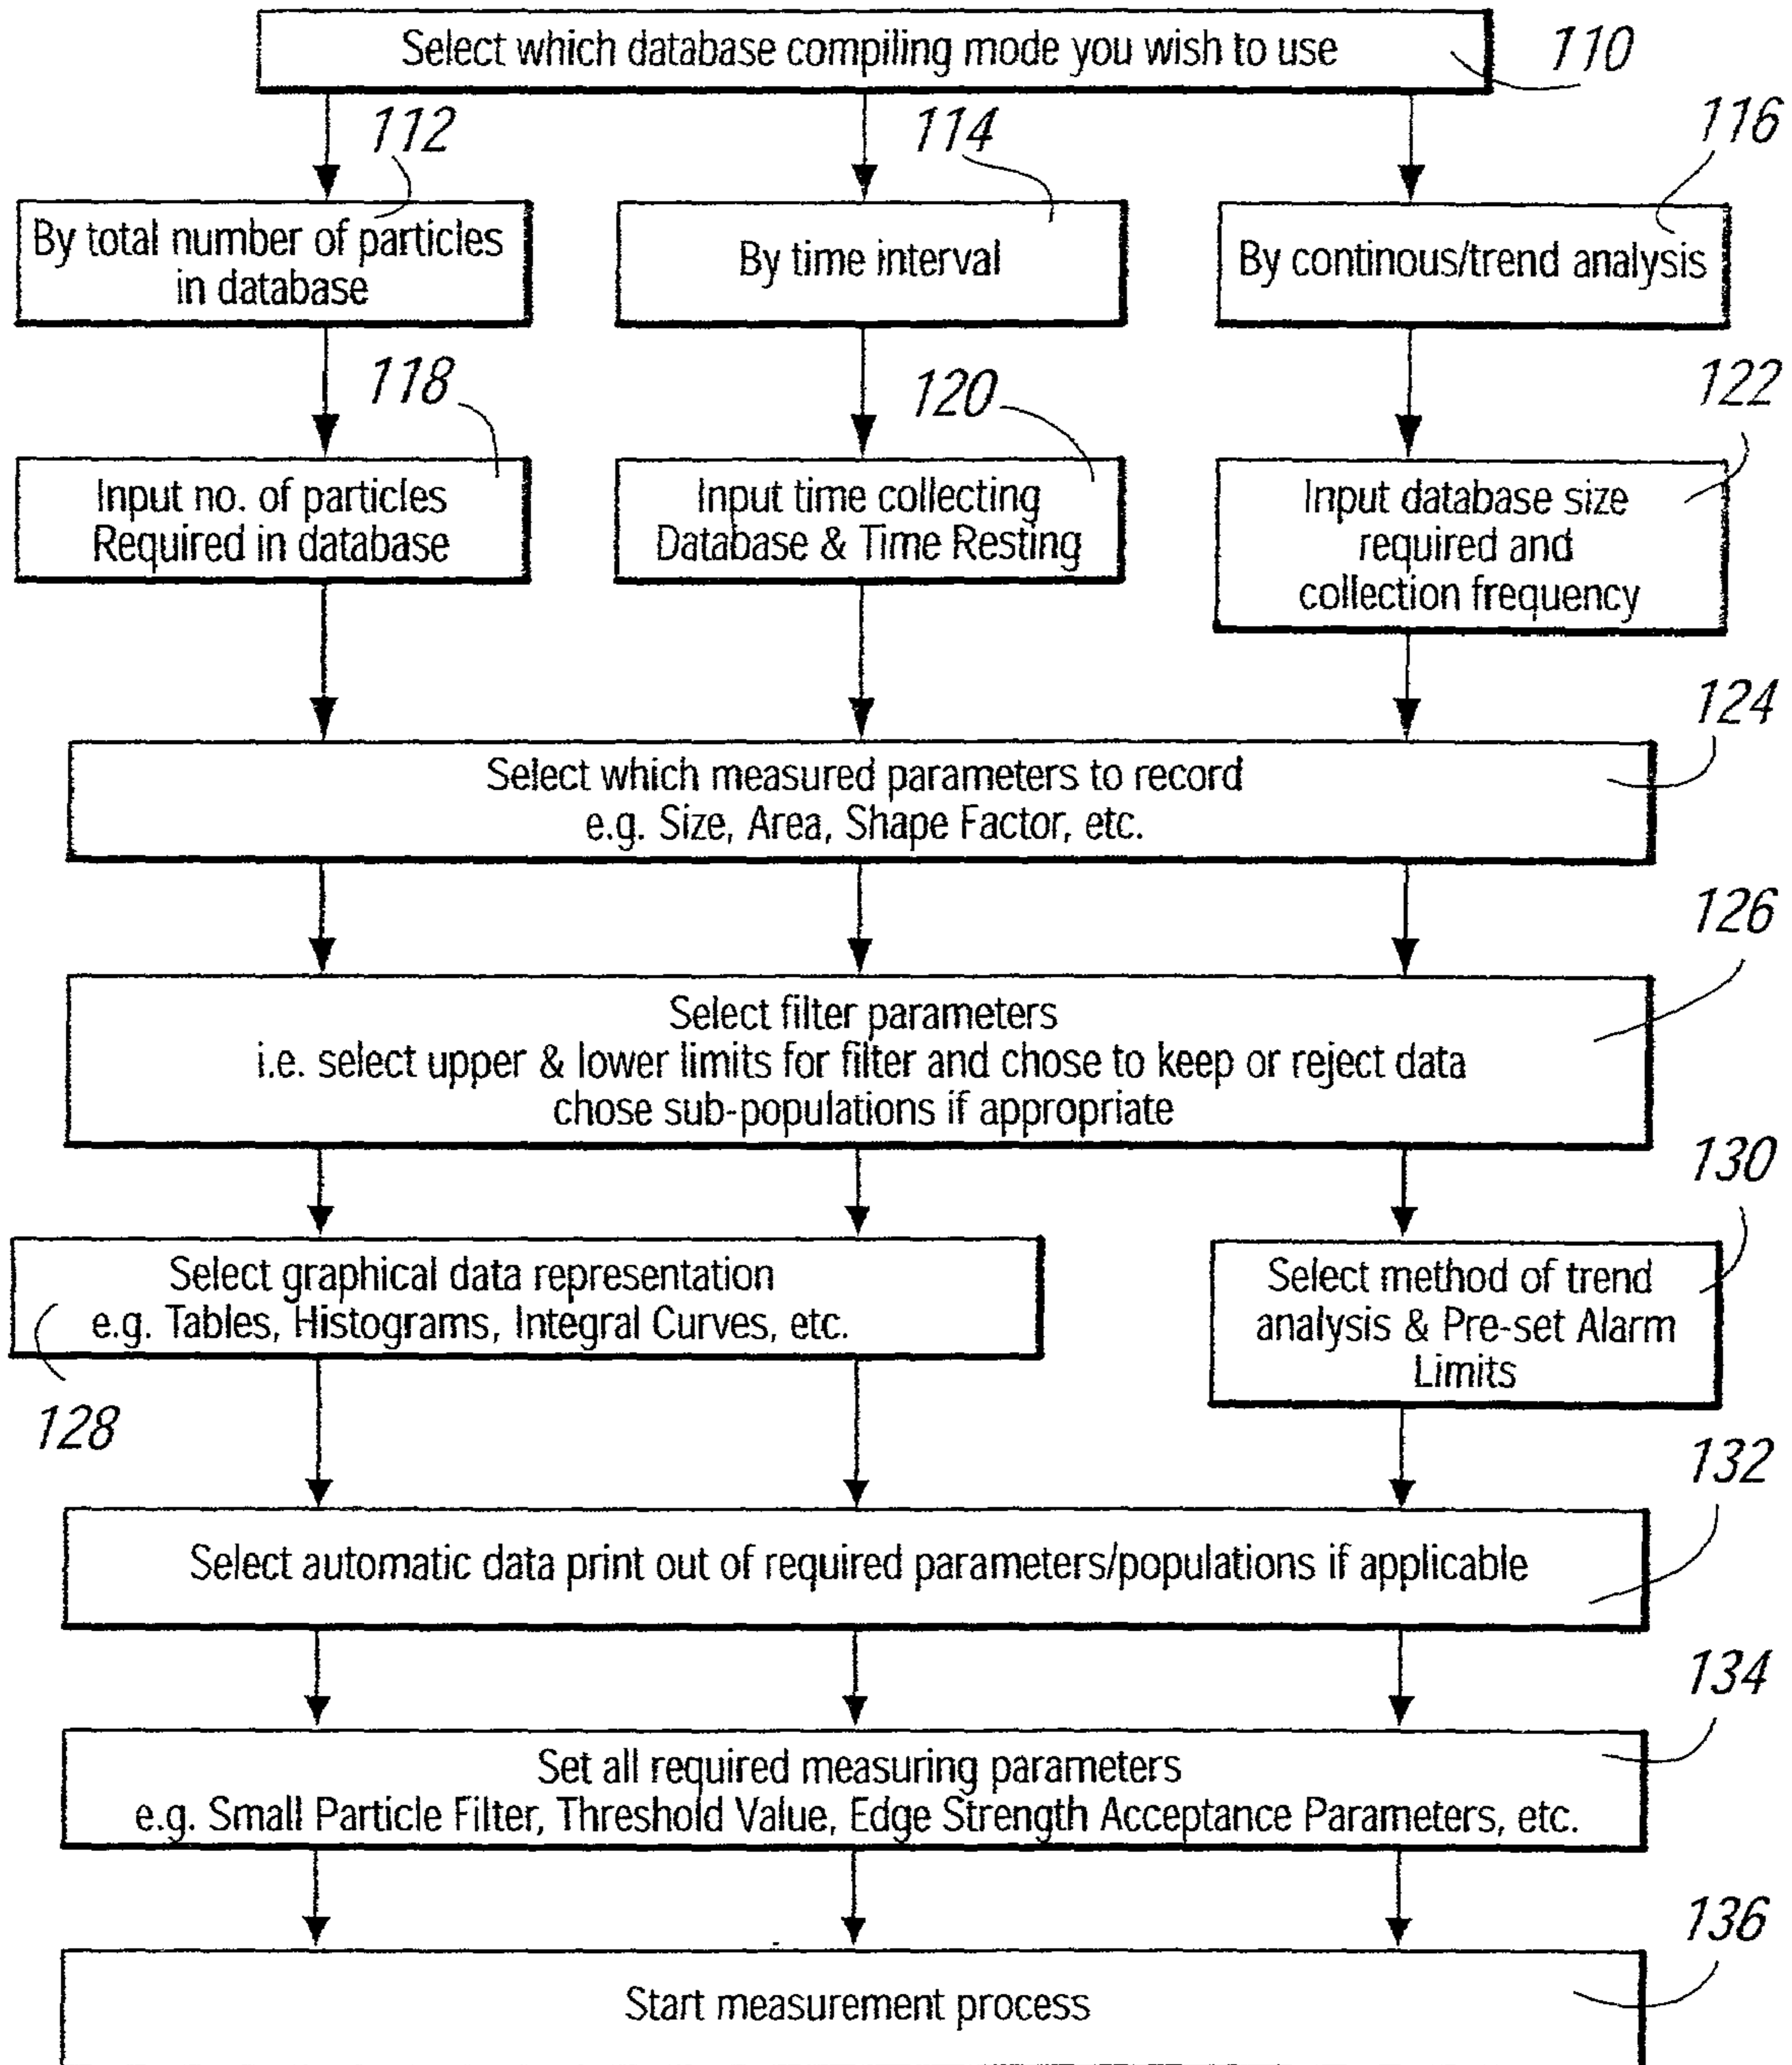 Select which database compiling mode you wish to use
110
112
114
116
By total number of particles
in database
By time interval
By continous/trend analysis
118
120
122
Input no. of particles
Required in database
Input time collecting
Database & Time Resting
Input database size
required and
collection frequency
124
Select which measured parameters to record
e.g. Size, Area, Shape Factor, etc.
126
Select filter parameters
i.e. select upper & lower limits for filter and chose to keep or reject data
chose sub-populations if appropriate
130
Select graphical data representation
e.g. Tables, Histograms, Integral Curves, etc.
128
Select method of trend
analysis & Pre-set Alarm
Limits
132
Select automatic data print out of required parameters/populations if applicable
134
Set all required measuring parameters
e.g. Small Particle Filter, Threshold Value, Edge Strength Acceptance Parameters, etc.
136
Start measurement process